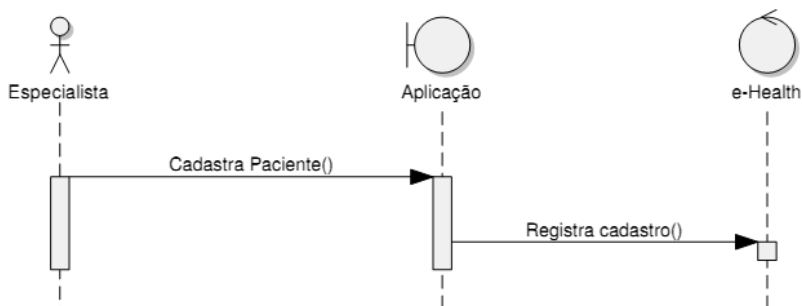 Especialista
Aplicação
e-Health
Cadastra Paciente()
Registra cadastro()